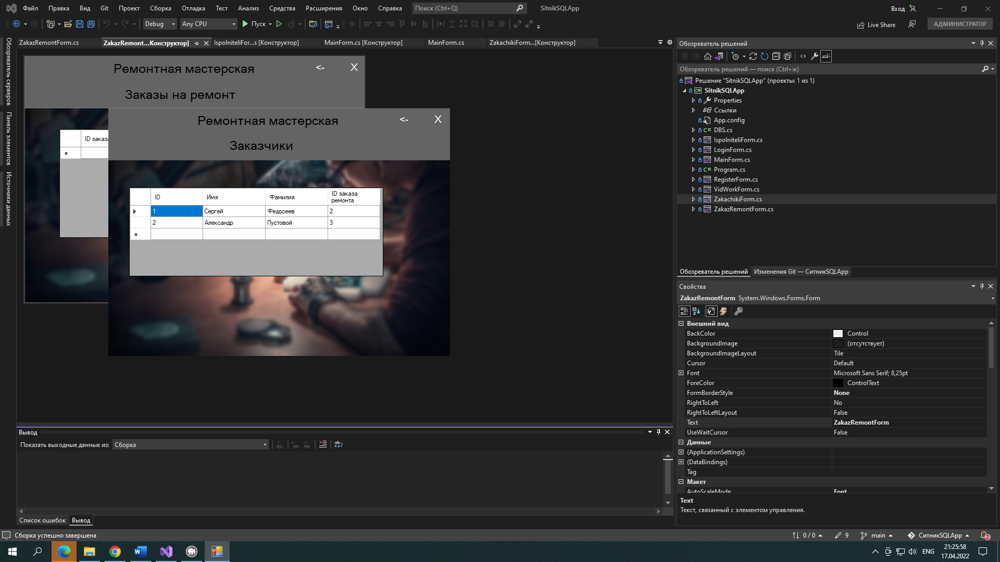 Файл Правка Вид Git Проект Сборка Отладка Тест Анализ Средства Расширения Окно Справка Поиск (Ctrl+Q) SitnikSQLApp Вход
Debug Any CPU Пуск Live Share АДМИНИСТРАТОР
Обозреватель серверов
Панель элементов
Источники данных
ZakazRemontForm.cs ZakazRemont...Конструктор] IspolniteliFor...s [Конструктор] MainForm.cs [Конструктор] MainForm.cs ZakachikiForm...[Конструктор]
Ремонтная мастерская <- X
Заказы на ремонт
ID заказа
Ремонтная мастерская <- X
Заказчики
ID Имя Фамилия ID заказа ремонта
1 Сергей Федосеев 2
2 Александр Пустовой 3
Вывод
Показать выходные данные из: Сборка
Список ошибок Вывод
Обозреватель решений
Обозреватель решений — поиск (Ctrl+ж)
Решение "SitnikSQLApp" (проекты: 1 из 1)
SitnikSQLApp
Properties
Ссылки
App.config
DBS.cs
IspolniteliForm.cs
LoginForm.cs
MainForm.cs
Program.cs
RegisterForm.cs
VidWorkForm.cs
ZakachikiForm.cs
ZakazRemontForm.cs
Обозреватель решений Изменения Git — СитникSQLApp
Свойства
ZakazRemontForm System.Windows.Forms.Form
Внешний вид
BackColor Control
BackgroundImage (отсутствует)
BackgroundImageLayout Tile
Cursor Default
Font Microsoft Sans Serif; 8,25pt
ForeColor ControlText
FormBorderStyle None
RightToLeft No
RightToLeftLayout False
Text ZakazRemontForm
UseWaitCursor False
Данные
(ApplicationSettings)
(DataBindings)
Tag
Макет
AutoScaleMode Font
Text
Текст, связанный с элементом управления.
Сборка успешно завершена 0 / 0 9 main СитникSQLApp 2
ENG 21:25:58
17.04.2022